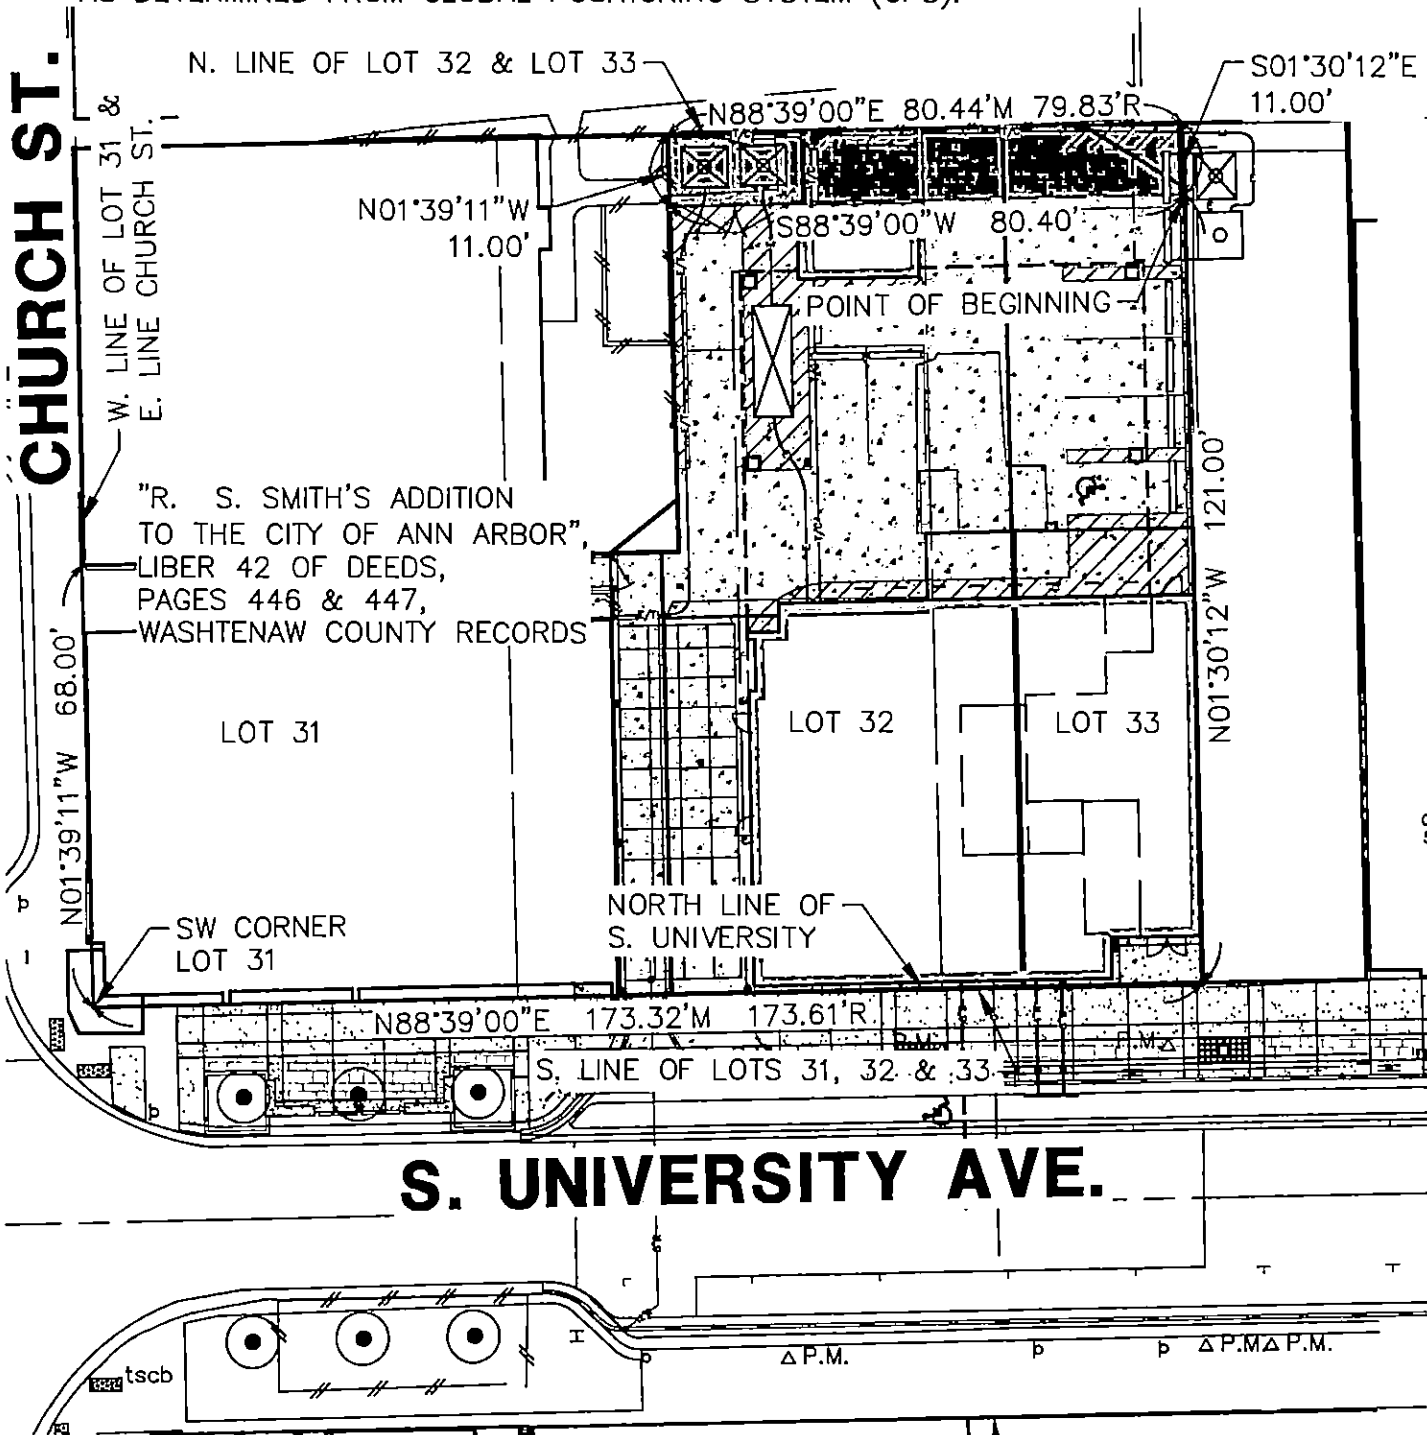 N. LINE OF LOT 32 & LOT 33
S01°30'12"E
11.00'
N88°39'00"E 80.44'M 79.83'R
CHURCH ST.
W. LINE OF LOT 31 &
E. LINE CHURCH ST.
N01°39'11"W
11.00'
S88°39'00"W 80.40'
POINT OF BEGINNING
"R. S. SMITH'S ADDITION
TO THE CITY OF ANN ARBOR",
LIBER 42 OF DEEDS,
PAGES 446 & 447,
WASHTENAW COUNTY RECORDS
N01°30'12"W 121.00'
N01°39'11"W 68.00'
LOT 31
LOT 32
LOT 33
SW CORNER
LOT 31
NORTH LINE OF
S. UNIVERSITY
N88°39'00"E 173.32'M 173.61'R
S. LINE OF LOTS 31, 32 & 33
S. UNIVERSITY AVE.
P.M.
P.M.
P.M.
tscb